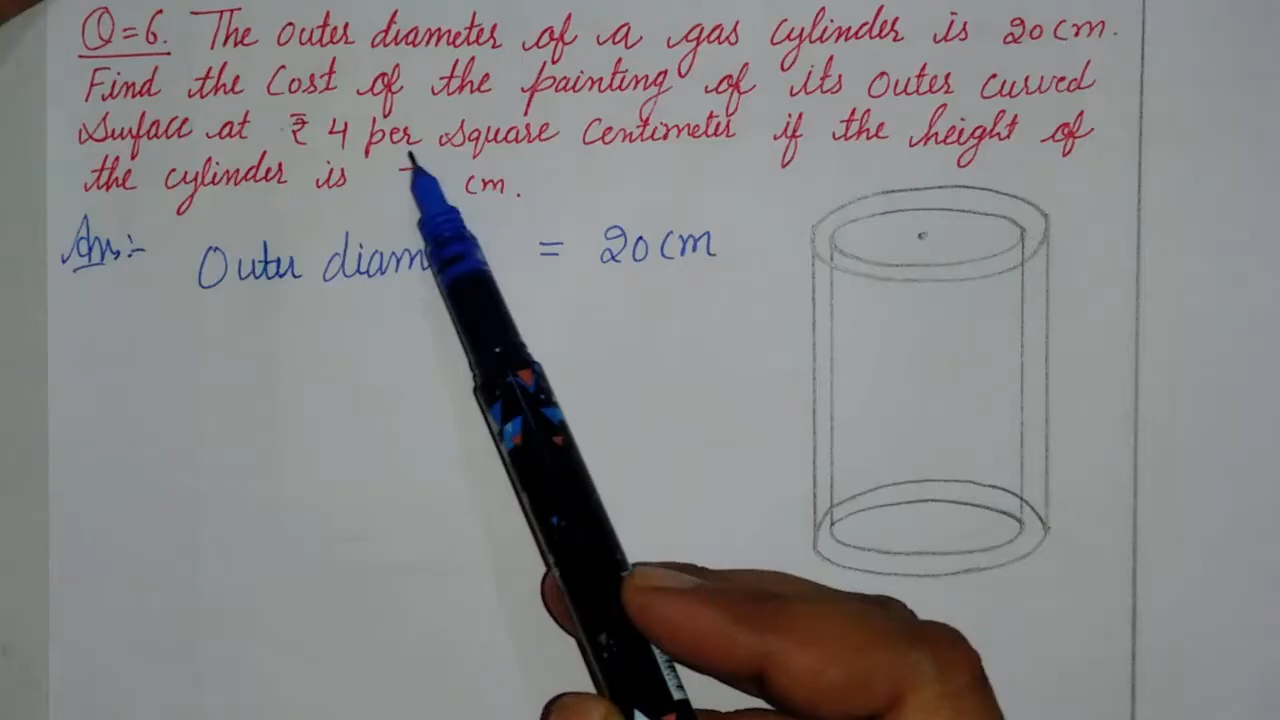 Q=6. The outer diameter of a gas cylinder is 20 cm.
Find the cost of the painting of its outer curved
surface at ₹ 4 per square centimeter if the height of
the cylinder is cm.
Ans:- Outer diam = 20 cm